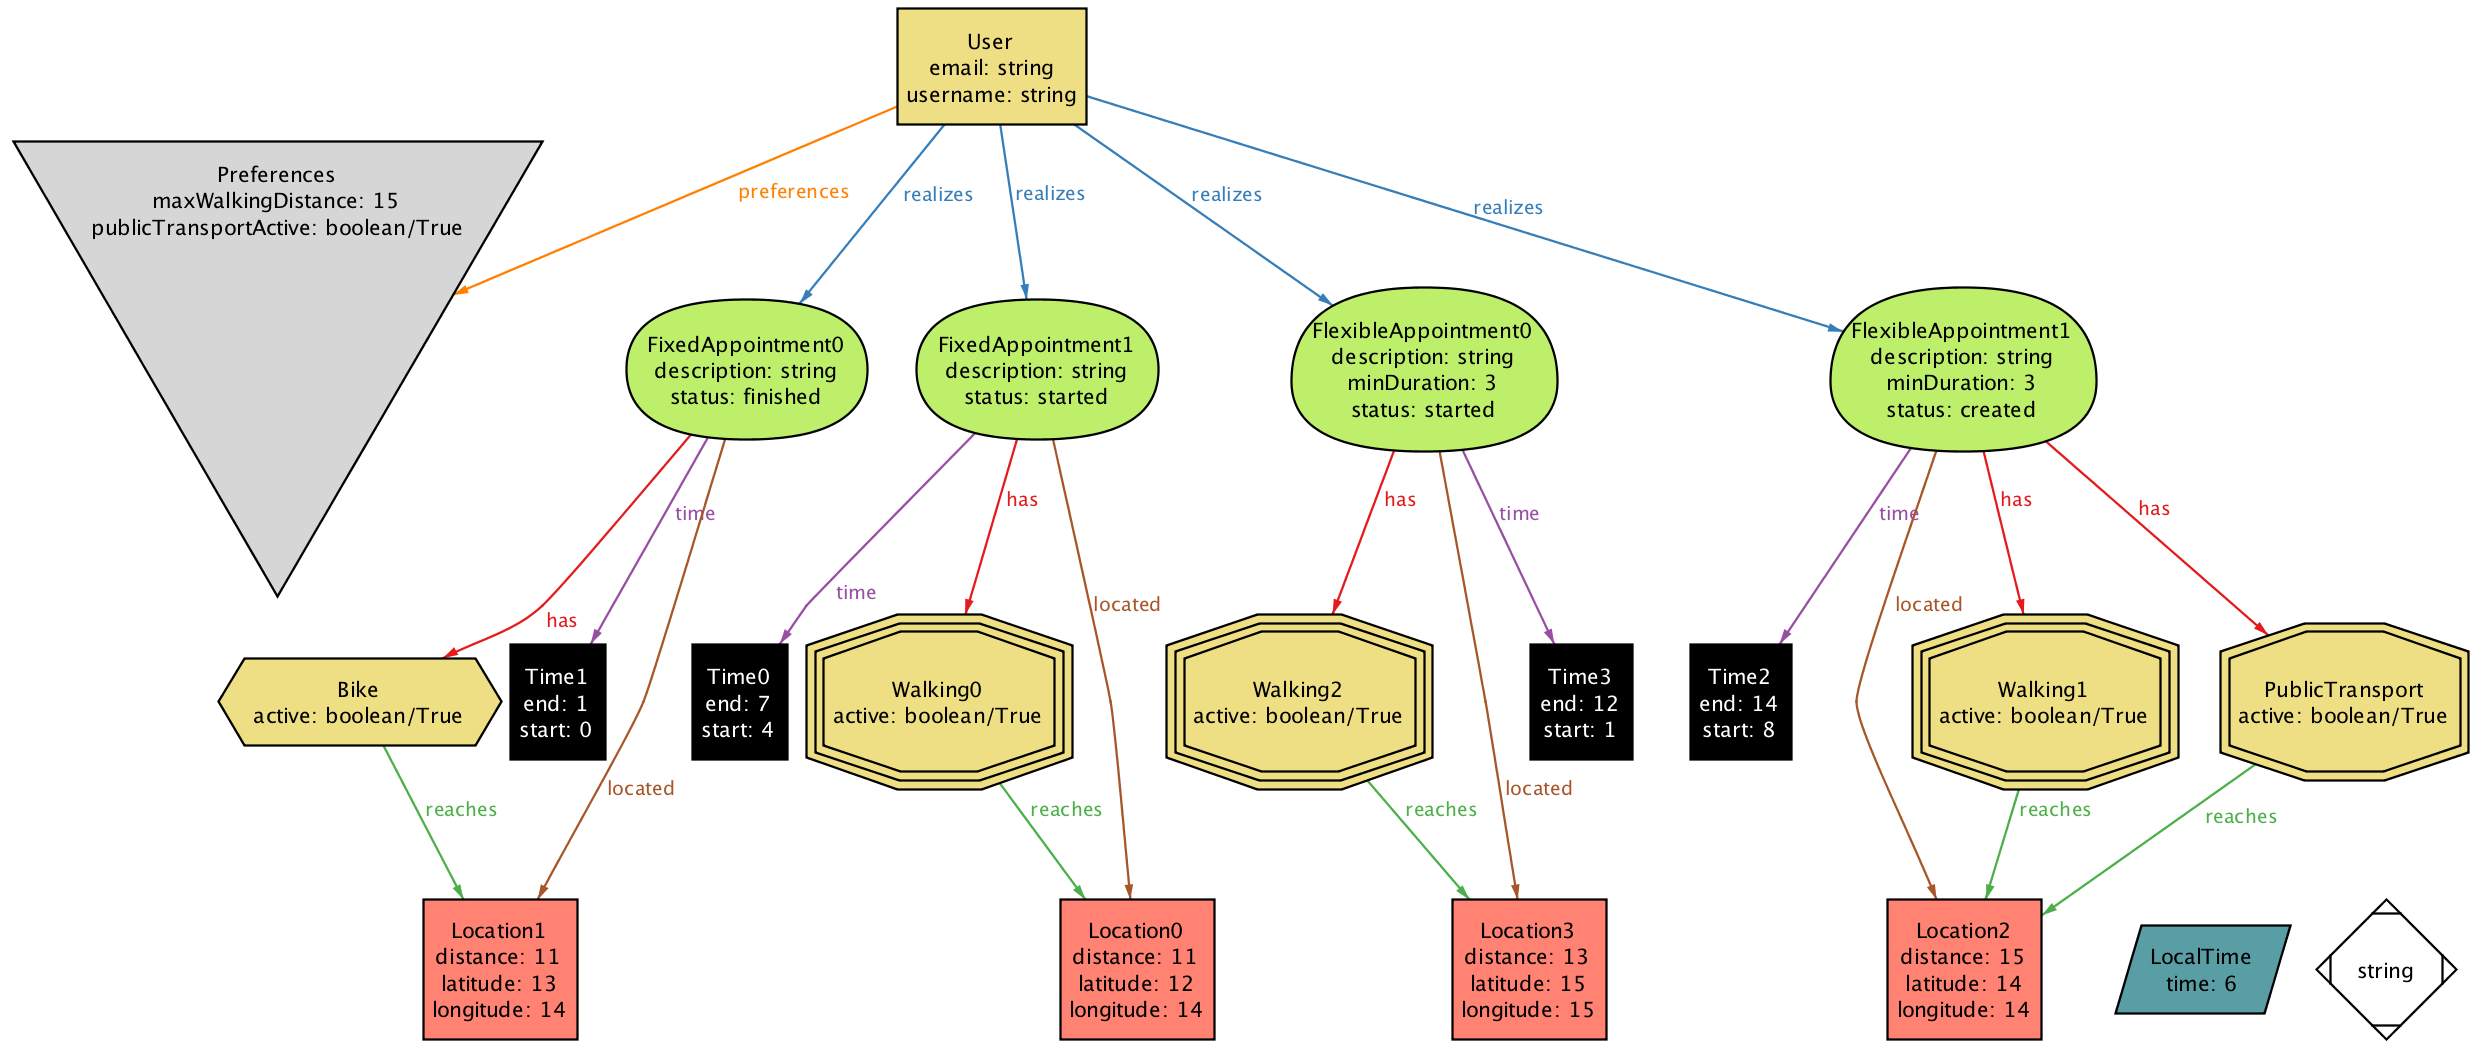 User
email: string
username: string
Preferences
maxWalkingDistance: 15
publicTransportActive: boolean/True
preferences
realizes
realizes
realizes
realizes
FixedAppointment0
description: string
status: finished
FixedAppointment1
description: string
status: started
FlexibleAppointment0
description: string
minDuration: 3
status: started
FlexibleAppointment1
description: string
minDuration: 3
status: created
has
time
located
time
has
located
has
located
time
time
located
has
has
Bike
active: boolean/True
Time1
end: 1
start: 0
Time0
end: 7
start: 4
Walking0
active: boolean/True
Walking2
active: boolean/True
Time3
end: 12
start: 1
Time2
end: 14
start: 8
Walking1
active: boolean/True
PublicTransport
active: boolean/True
reaches
reaches
reaches
reaches
reaches
Location1
distance: 11
latitude: 13
longitude: 14
Location0
distance: 11
latitude: 12
longitude: 14
Location3
distance: 13
latitude: 15
longitude: 15
Location2
distance: 15
latitude: 14
longitude: 14
LocalTime
time: 6
string